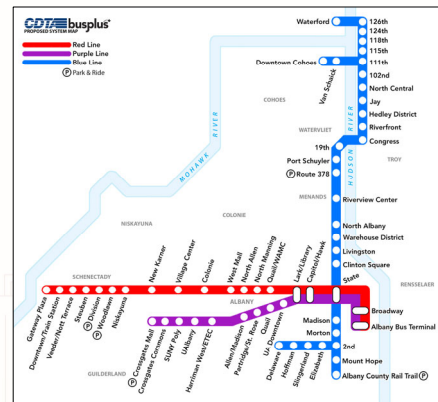 CDTA busplus
PROPOSED SYSTEM MAP
Red Line
Purple Line
Blue Line
P Park & Ride
Waterford
126th
124th
118th
115th
111th
Downtown Cohoes
Van Schaick
102nd
North Central
Jay
Hedley District
Riverfront
Congress
COHOES
WATERVLIET
TROY
MOHAWK RIVER
HUDSON RIVER
19th
Port Schuyler
P Route 378
MENANDS
Riverview Center
North Albany
Warehouse District
Livingston
Clinton Square
State
NISKAYUNA
COLONIE
SCHENECTADY
RENSSELAER
ALBANY
GUILDERLAND
Gateway Plaza
Downtown/Train Station
Veeder/Nott Terrace
Steuben
P Division
P Woodlawn
Niskayuna
New Karner
Village Center
Colonie
West Mall
North Allen
North Manning
Quail/WAMC
Lark/Library
Capitol/Hawk
Broadway
Albany Bus Terminal
P Crossgates Mall
Crossgates Commons
SUNY Poly
UAlbany
Harriman West/ETEC
Allen/Madison
Partridge/St. Rose
Quail
U- Downtown
Madison
Morton
2nd
Delaware
Hoffman
Slingerland
Elizabeth
Mount Hope
Albany County Rail Trail P